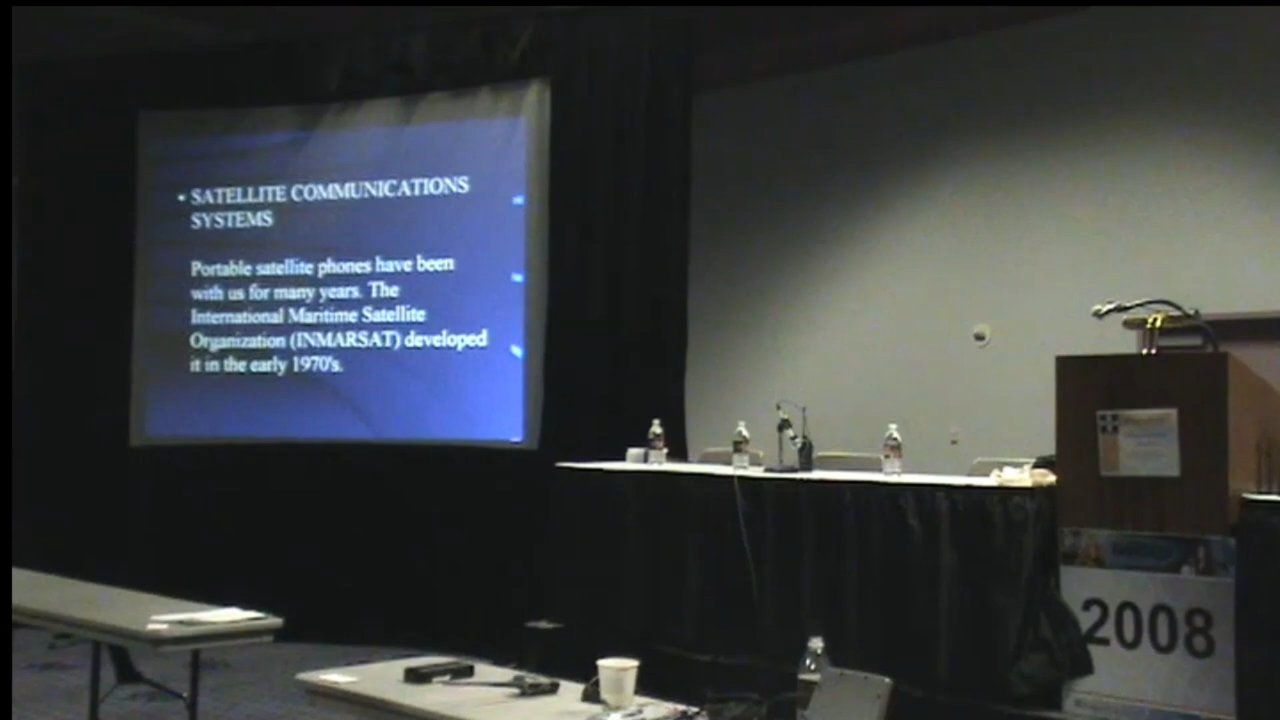 • SATELLITE COMMUNICATIONS
SYSTEMS
Portable satellite phones have been
with us for many years. The
International Maritime Satellite
Organization (INMARSAT) developed
it in the early 1970's.
2008